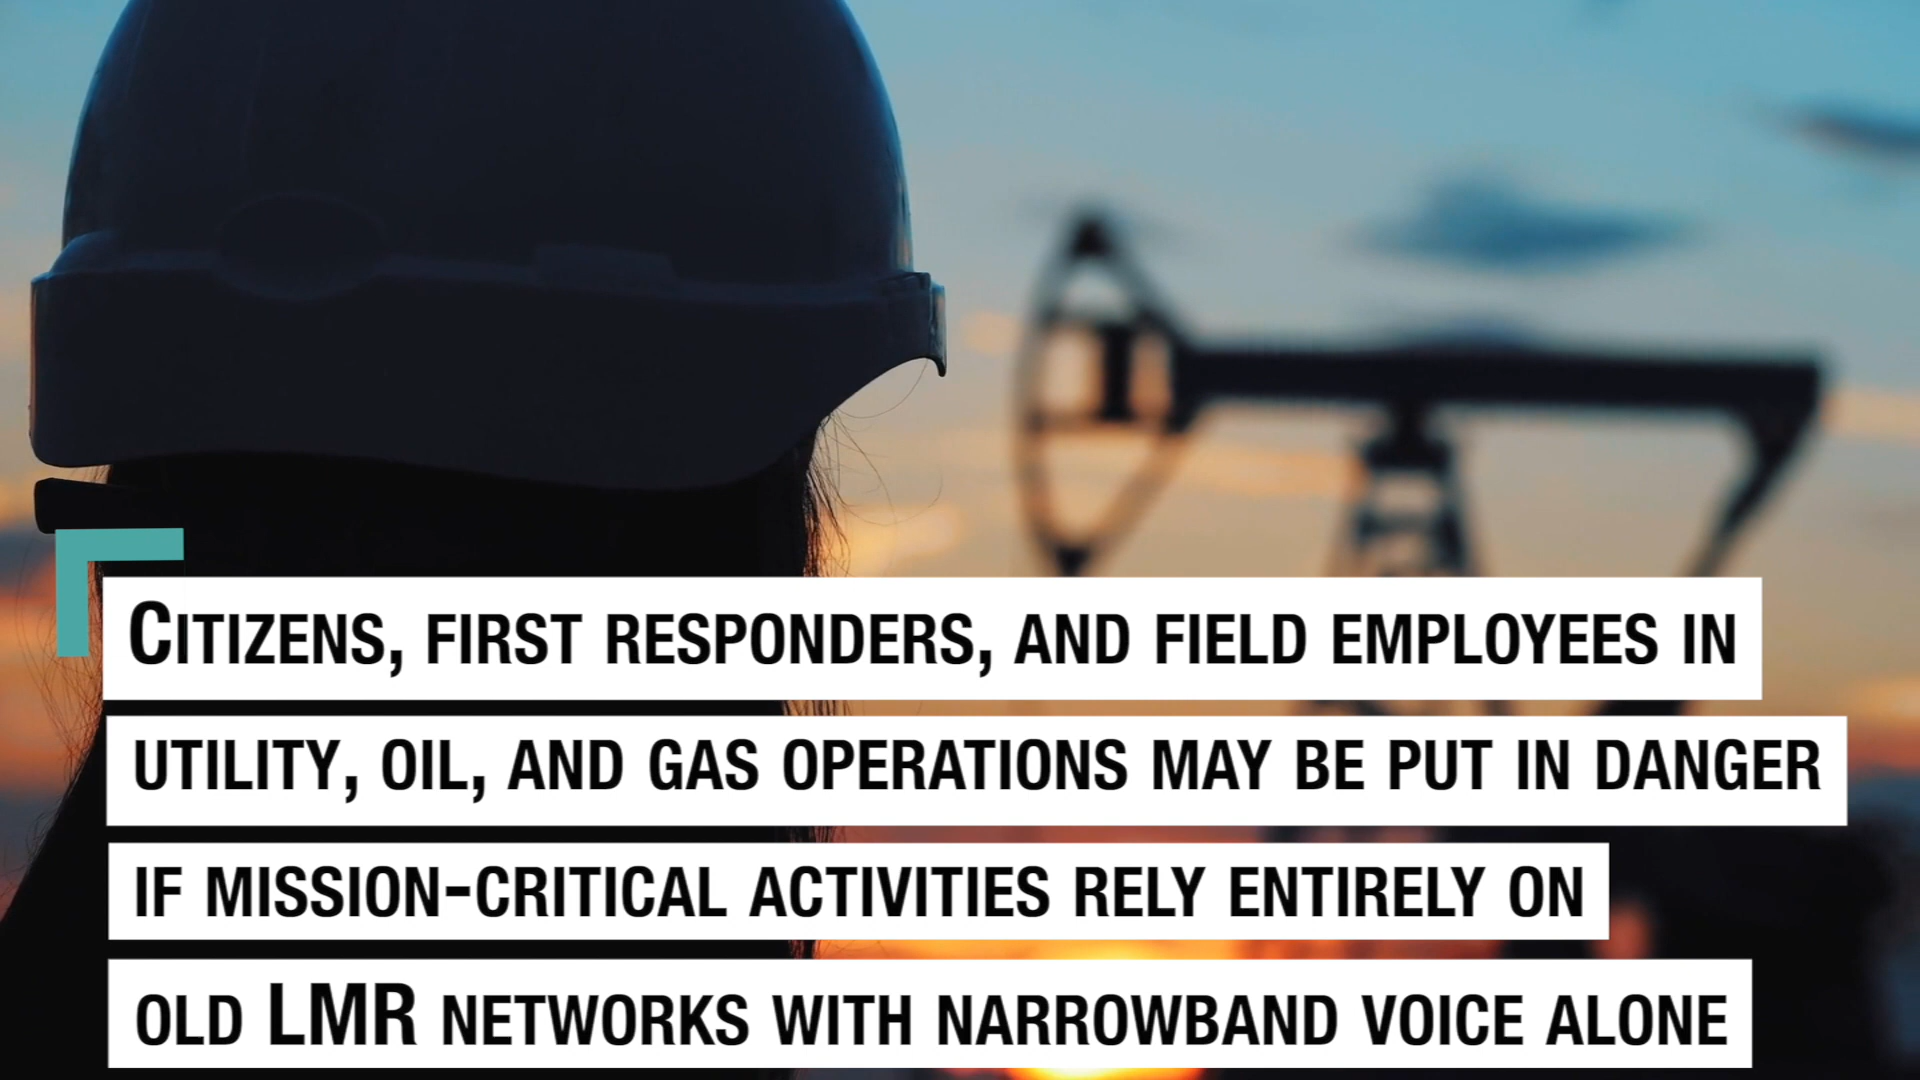 Citizens, first responders, and field employees in
utility, oil, and gas operations may be put in danger
if mission-critical activities rely entirely on
old LMR networks with narrowband voice alone